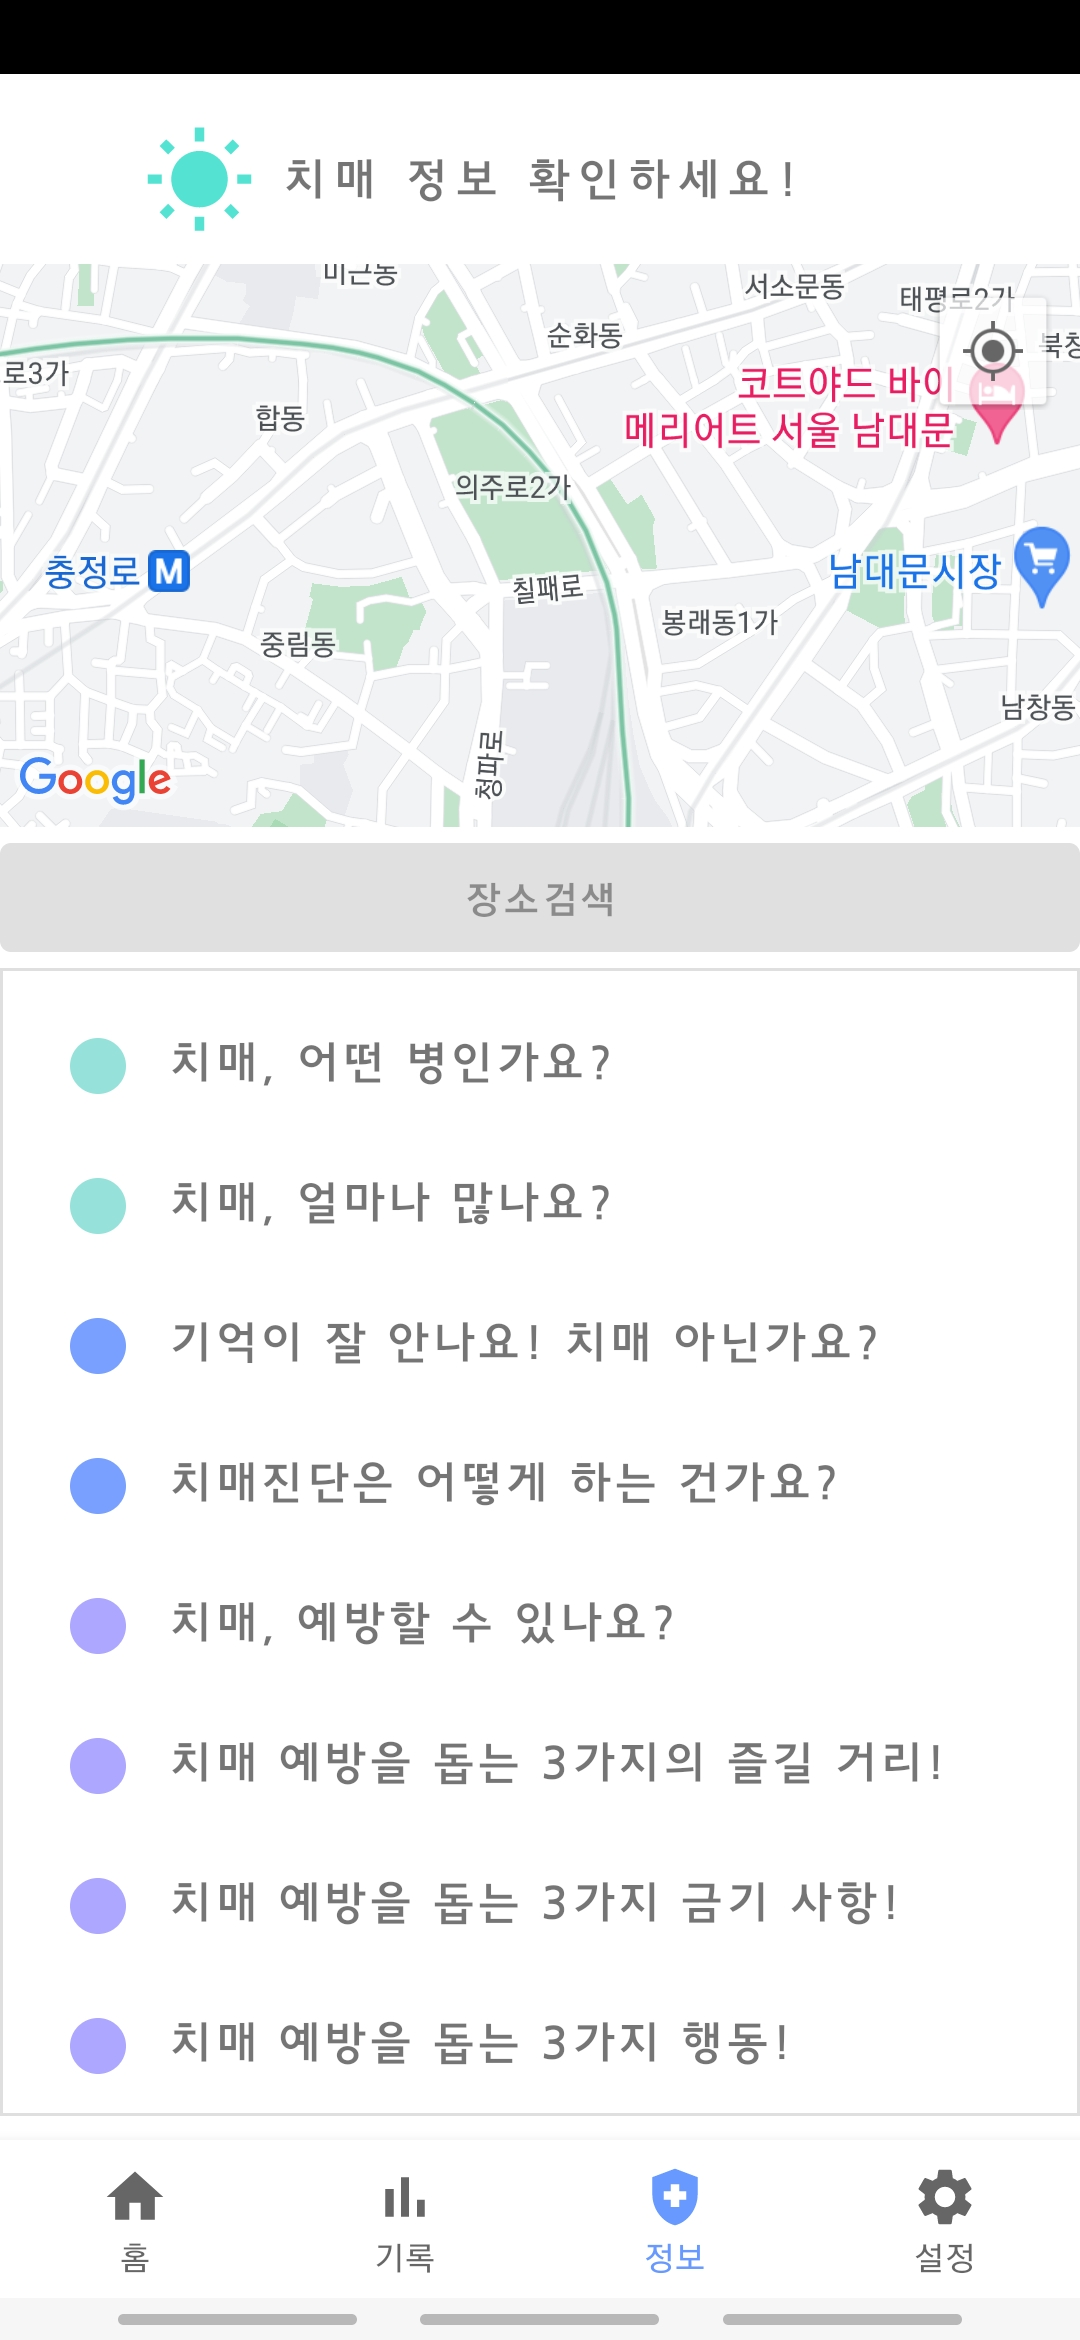 치매 정보 확인하세요!
미근동
서소문동
태평로2가
순화동
북창
로3가
코트야드 바이
메리어트 서울 남대문
합동
의주로2가
충정로 M
남대문시장
칠패로
봉래동1가
중림동
남창동
청파로
Google
장소검색
치매, 어떤 병인가요?
치매, 얼마나 많나요?
기억이 잘 안나요! 치매 아닌가요?
치매진단은 어떻게 하는 건가요?
치매, 예방할 수 있나요?
치매 예방을 돕는 3가지의 즐길 거리!
치매 예방을 돕는 3가지 금기 사항!
치매 예방을 돕는 3가지 행동!
홈
기록
정보
설정